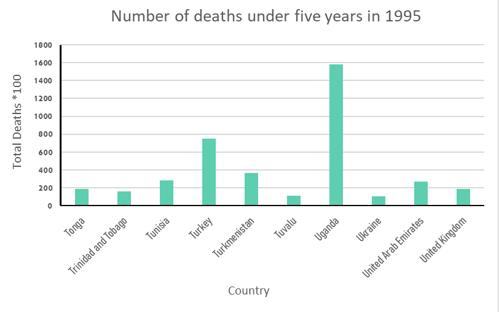 Number of deaths under five years in 1995
Total Deaths *100
1800
1600
1400
1200
1000
800
600
400
200
0
Tonga
Trinidad and Tobago
Tunisia
Turkey
Turkmenistan
Tuvalu
Uganda
Ukraine
United Arab Emirates
United Kingdom
Country